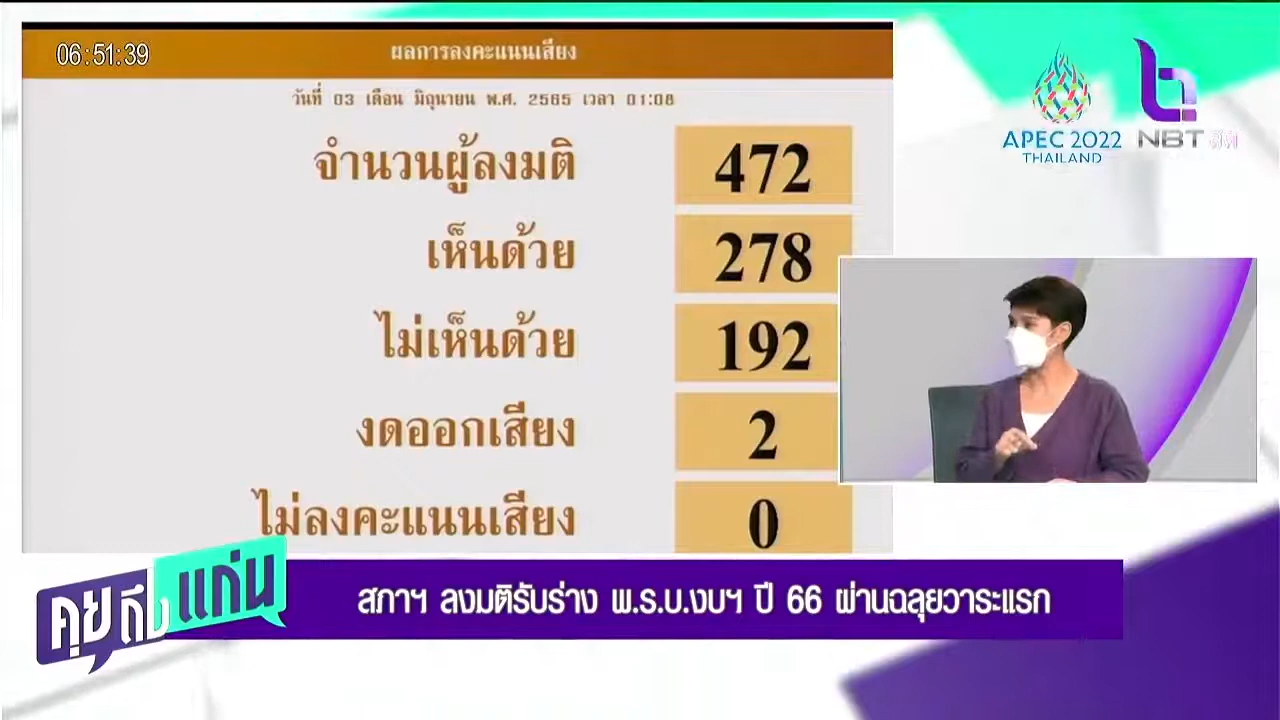 06:51:39
ผลการลงคะแนนเสียง
วันที่ 03 เดือน มิถุนายน พ.ศ. 2565 เวลา 01:08
จำนวนผู้ลงมติ 472
เห็นด้วย 278
ไม่เห็นด้วย 192
งดออกเสียง 2
ไม่ลงคะแนนเสียง 0
APEC 2022
THAILAND
NBT สด
คุยถึงแก่น
สภาฯ ลงมติรับร่าง พ.ร.บ.งบฯ ปี 66 ผ่านฉลุยวาระแรก